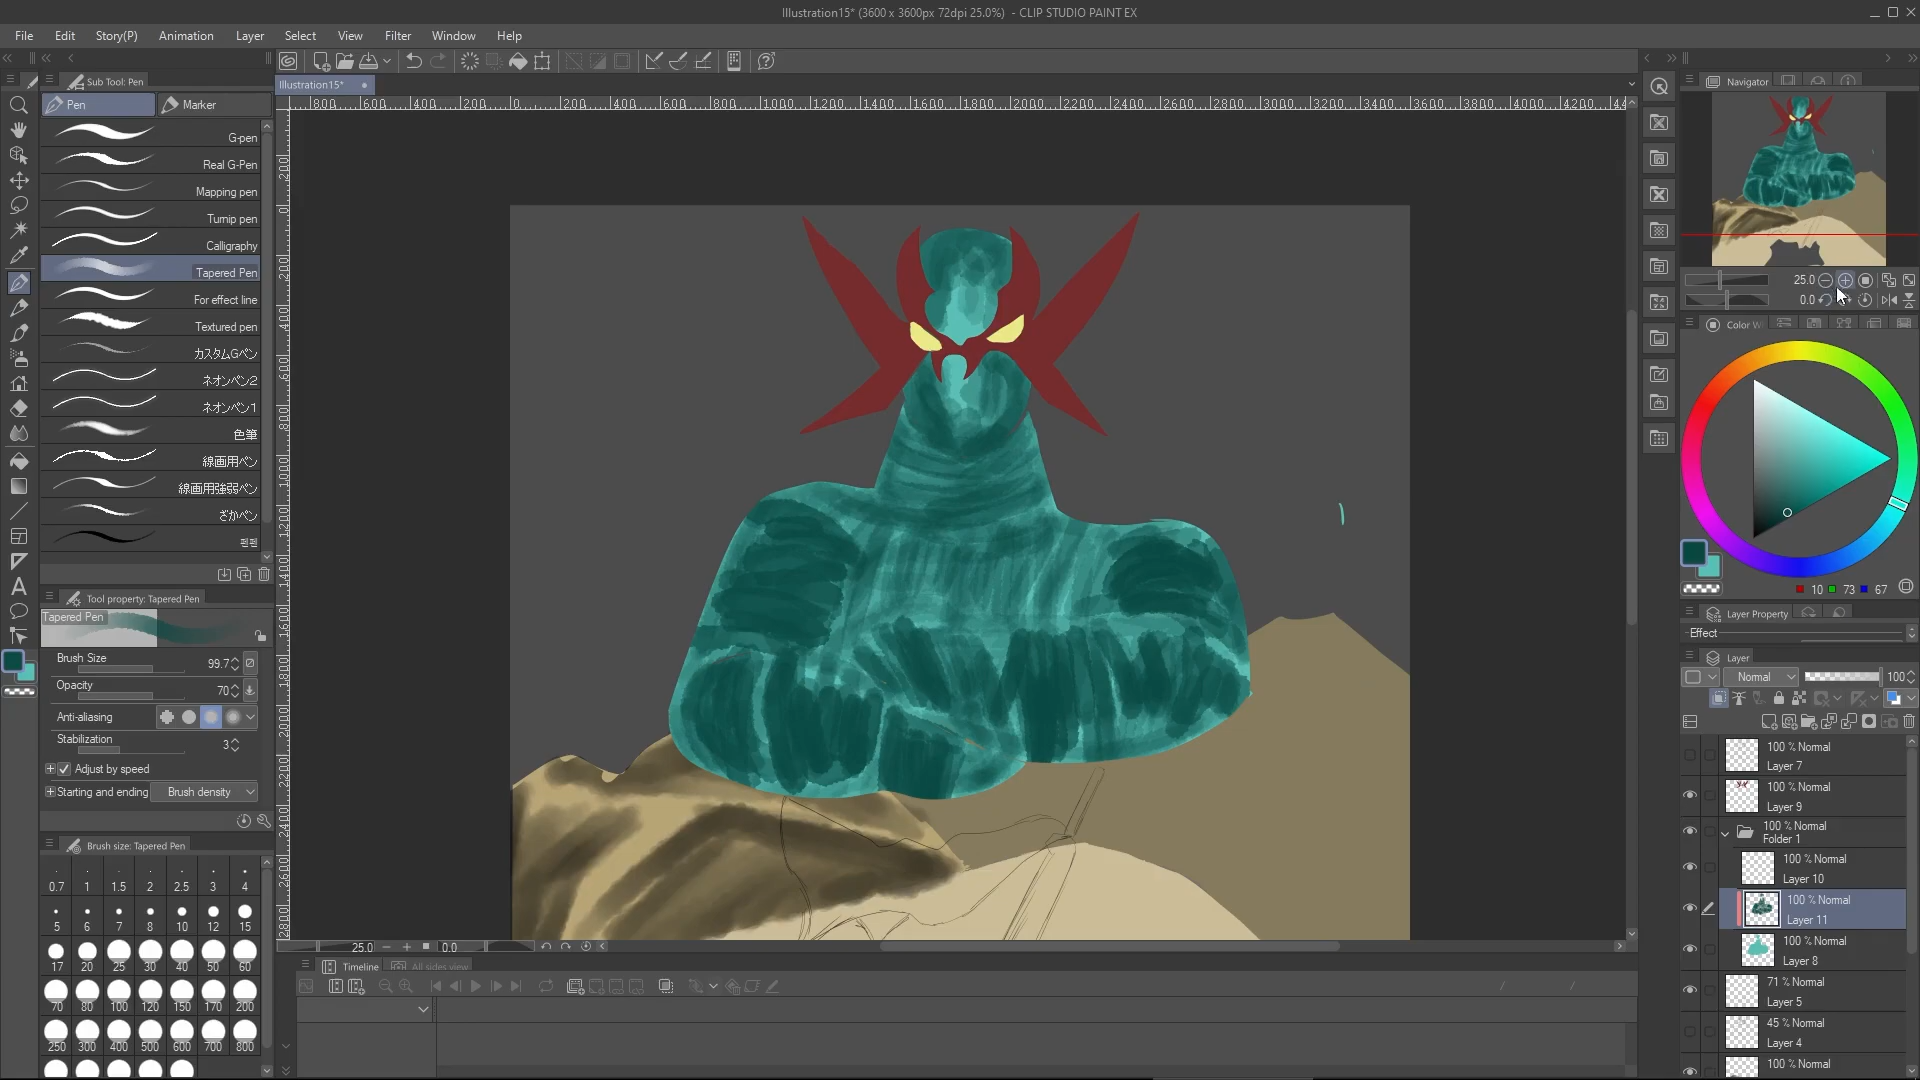 Illustration15* (3600 x 3600px 72dpi 25.0%)  - CLIP STUDIO PAINT EX
File Edit Story(P) Animation Layer Select View Filter Window Help
Sub Tool: Pen
Illustration15*
Navigator
Pen Marker
G-pen
Real G-Pen
Mapping pen
Turnip pen
Calligraphy
Tapered Pen
For effect line
Textured pen
カスタムGペン
ネオンペン2
ネオンペン1
色筆
線画用ペン
線画用強弱ペン
ざかペン
펜펜
25.0
0.0
Color W
10 73 67
Tool property: Tapered Pen
Tapered Pen
Brush Size 99.7
Opacity 70
Anti-aliasing
Stabilization 3
Adjust by speed
Starting and ending Brush density
Brush size: Tapered Pen
0.7 1 1.5 2 2.5 3 4
5 6 7 8 10 12 15
17 20 25 30 40 50 60
70 80 100 120 150 170 200
250 300 400 500 600 700 800
25.0 0.0
Timeline All sides view
Layer Property
Effect
Layer
Normal 100
100 % Normal
Layer 7
100 % Normal
Layer 9
100 % Normal
Folder 1
100 % Normal
Layer 10
100 % Normal
Layer 11
100 % Normal
Layer 8
71 % Normal
Layer 5
45 % Normal
Layer 4
100 % Normal